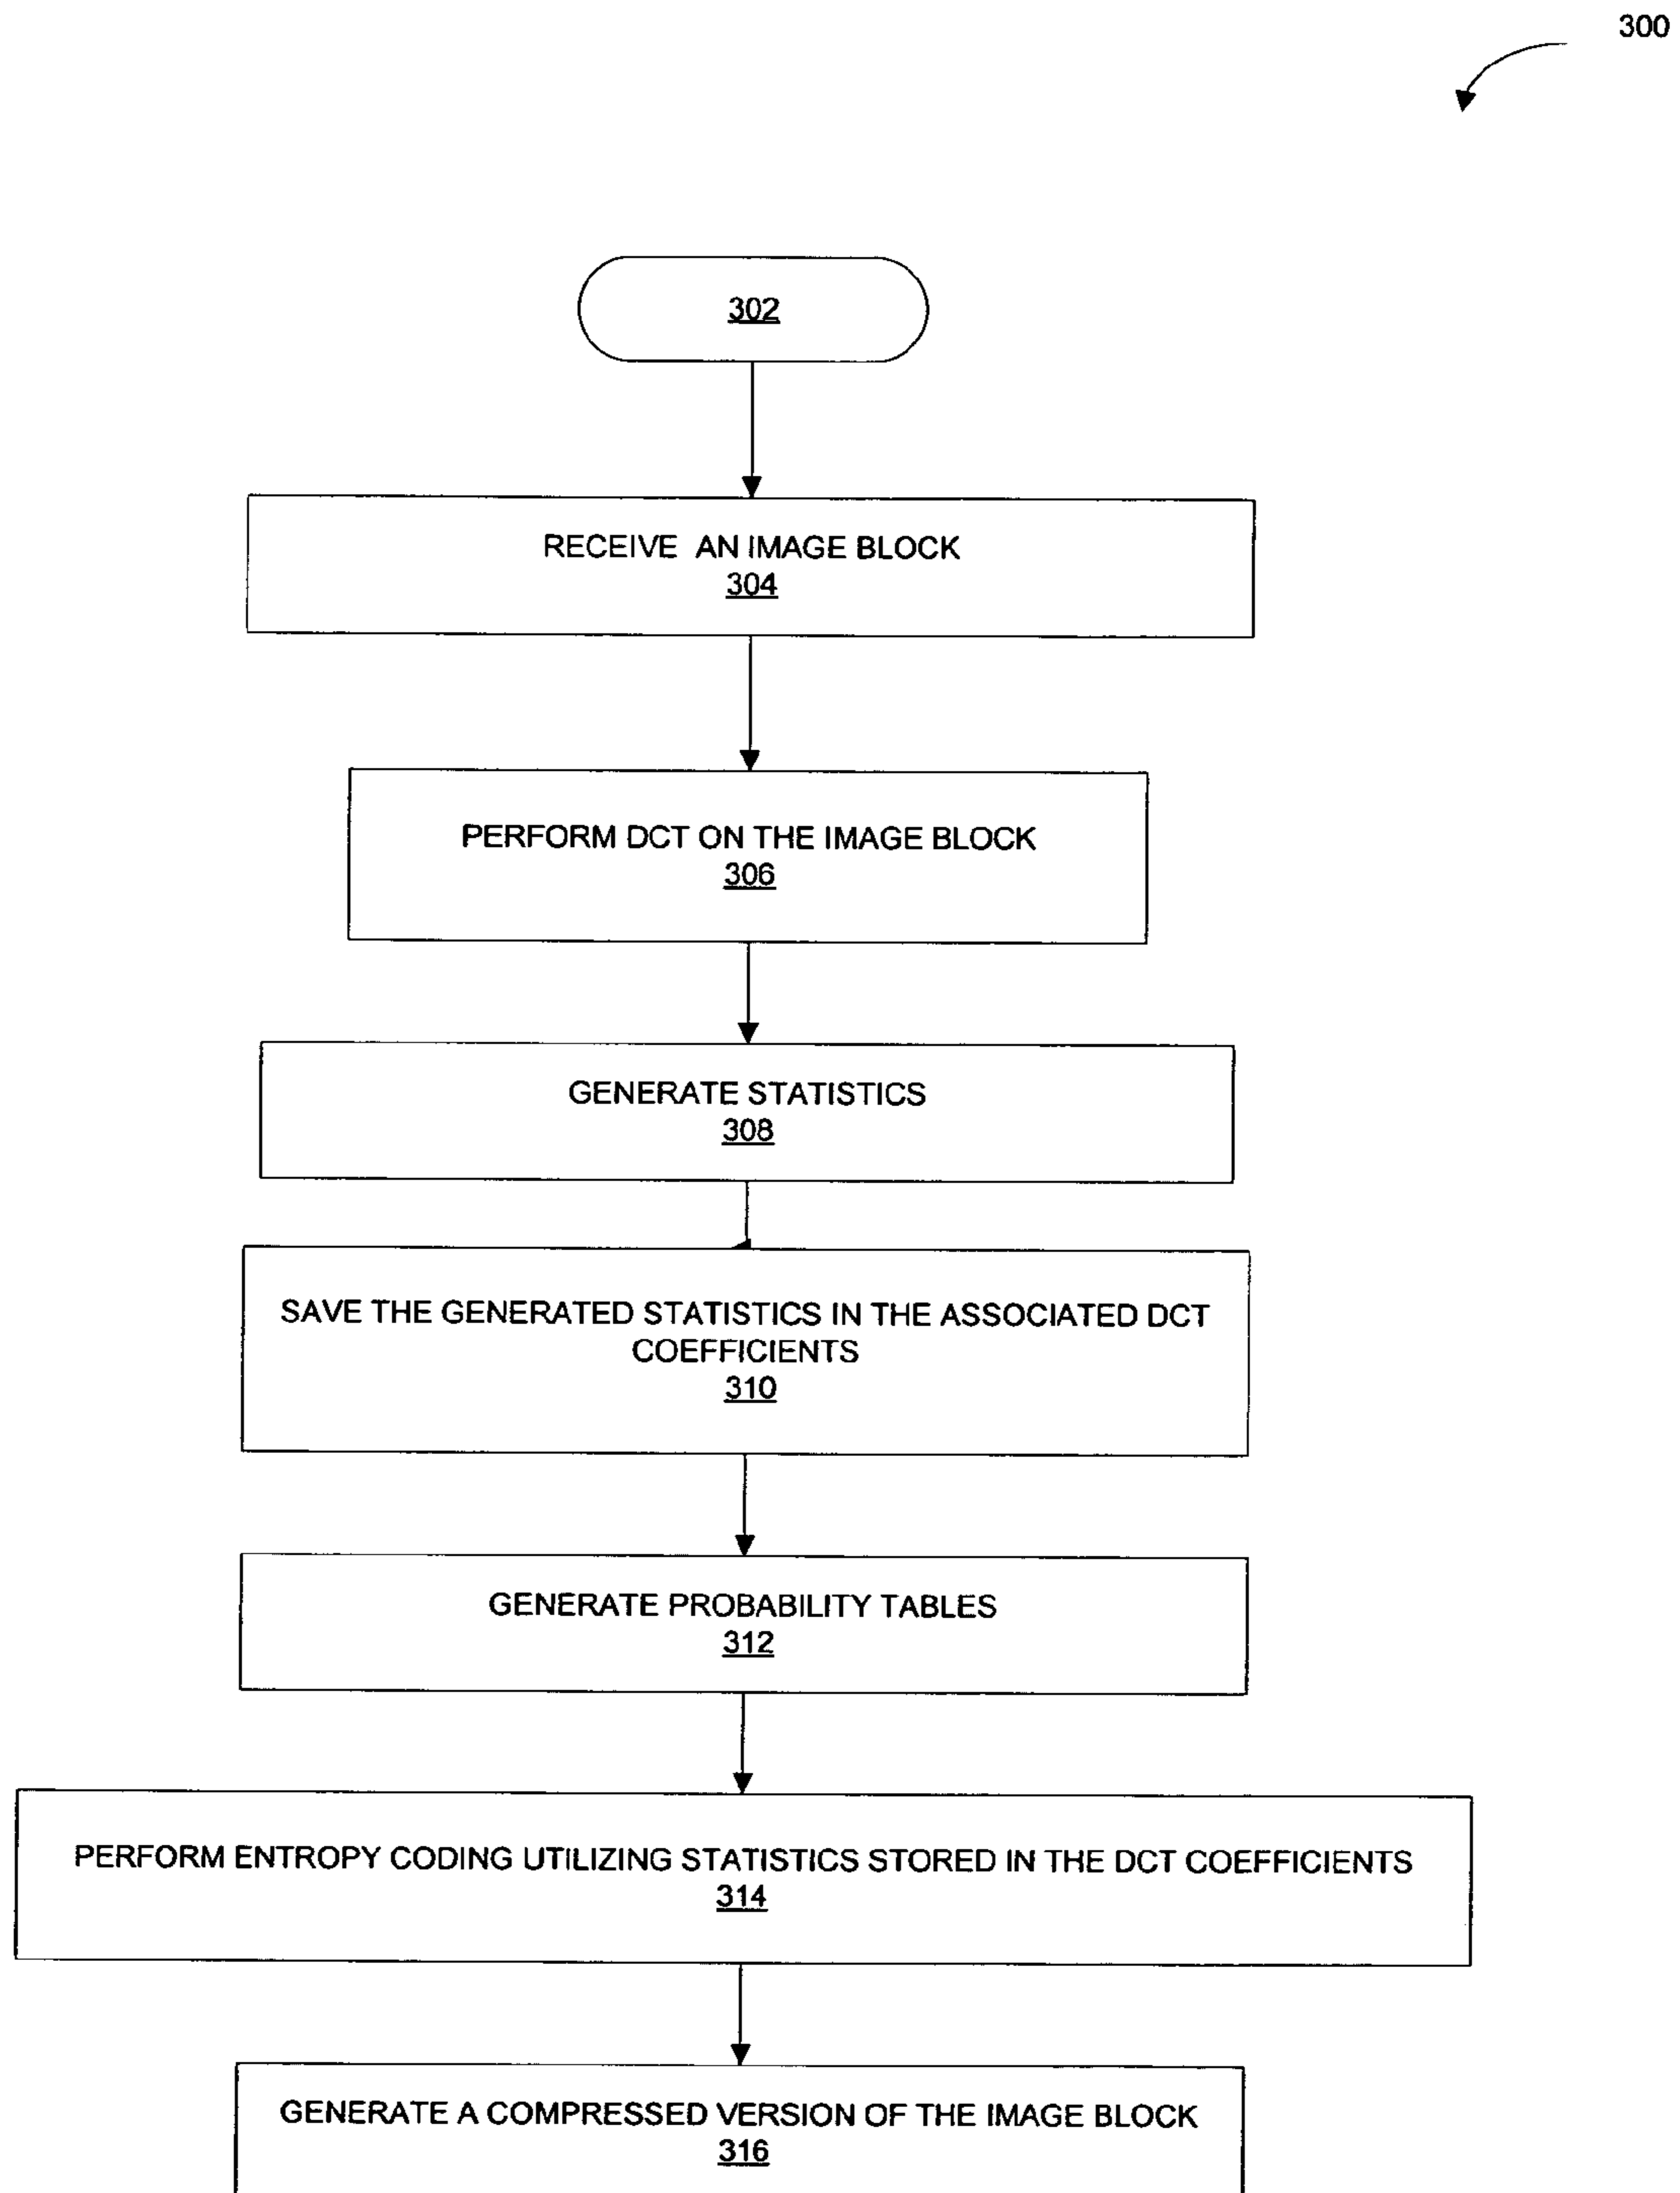 300
302
RECEIVE AN IMAGE BLOCK
304
PERFORM DCT ON THE IMAGE BLOCK
306
GENERATE STATISTICS
308
SAVE THE GENERATED STATISTICS IN THE ASSOCIATED DCT
COEFFICIENTS
310
GENERATE PROBABILITY TABLES
312
PERFORM ENTROPY CODING UTILIZING STATISTICS STORED IN THE DCT COEFFICIENTS
314
GENERATE A COMPRESSED VERSION OF THE IMAGE BLOCK
316